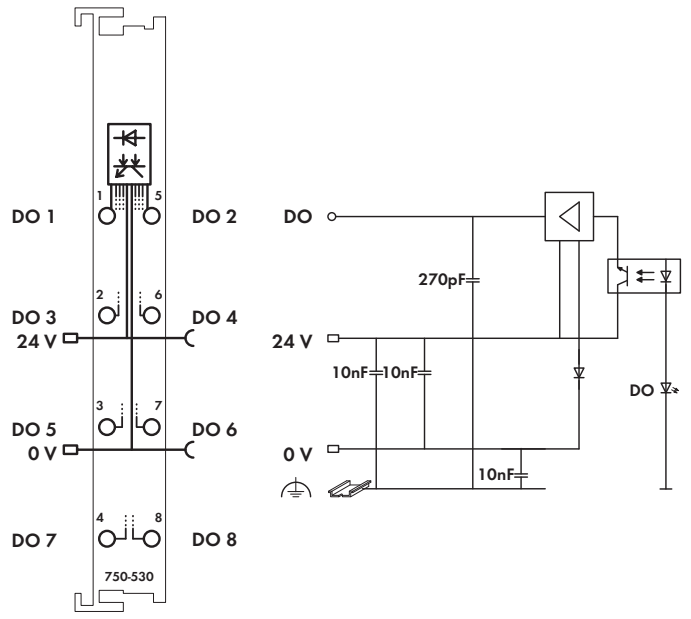 1 5
DO 1 DO 2
2 6
DO 3 DO 4
24 V
3 7
DO 5 DO 6
0 V
4 8
DO 7 DO 8
750-530
DO
270pF
24 V
10nF 10nF
DO
0 V
10nF